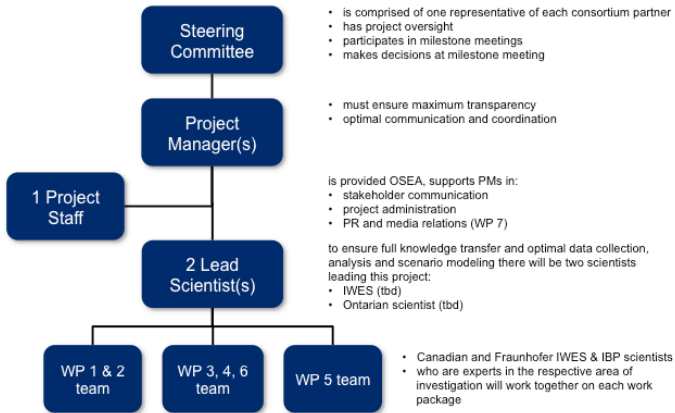 Steering
Committee
• is comprised of one representative of each consortium partner
• has project oversight
• participates in milestone meetings
• makes decisions at milestone meeting
Project
Manager(s)
• must ensure maximum transparency
• optimal communication and coordination
1 Project
Staff
is provided OSEA, supports PMs in:
• stakeholder communication
• project administration
• PR and media relations (WP 7)
2 Lead
Scientist(s)
to ensure full knowledge transfer and optimal data collection,
analysis and scenario modeling there will be two scientists
leading this project:
• IWES (tbd)
• Ontarian scientist (tbd)
WP 1 & 2
team
WP 3, 4, 6
team
WP 5 team
• Canadian and Fraunhofer IWES & IBP scientists
• who are experts in the respective area of
investigation will work together on each work
package